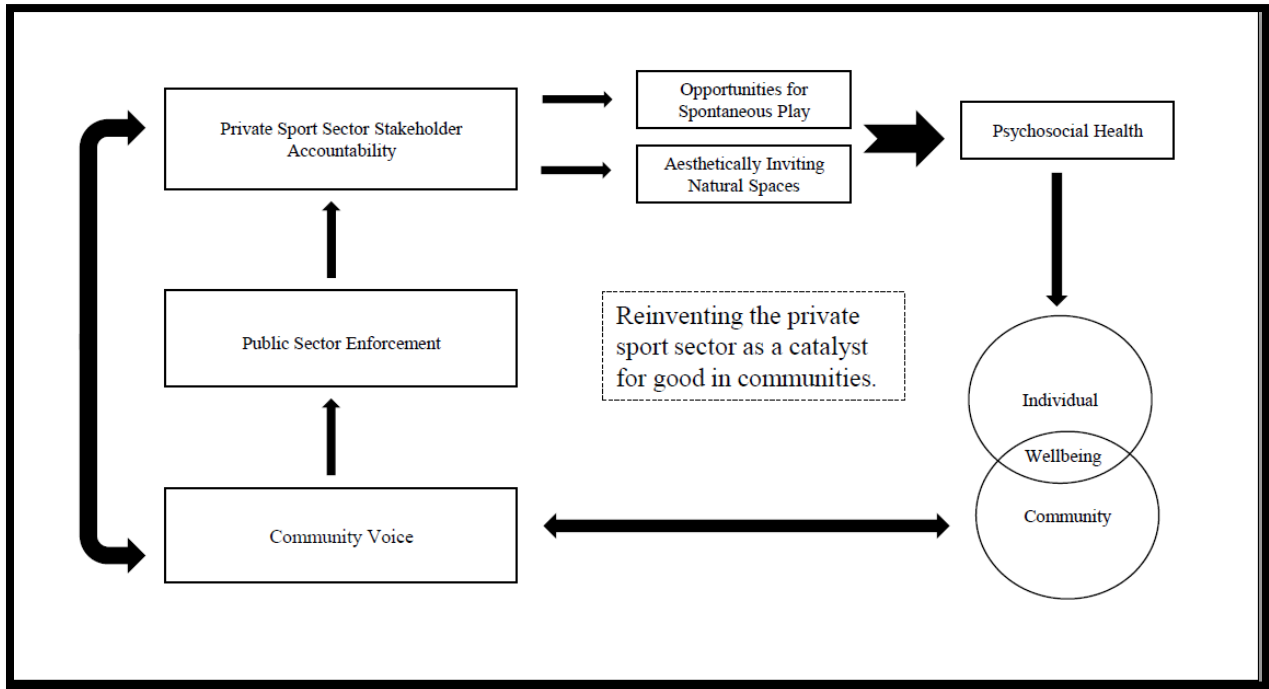 Private Sport Sector Stakeholder
Accountability
Opportunities for
Spontaneous Play
Aesthetically Inviting
Natural Spaces
Psychosocial Health
Public Sector Enforcement
Reinventing the private
sport sector as a catalyst
for good in communities.
Individual
Wellbeing
Community
Community Voice